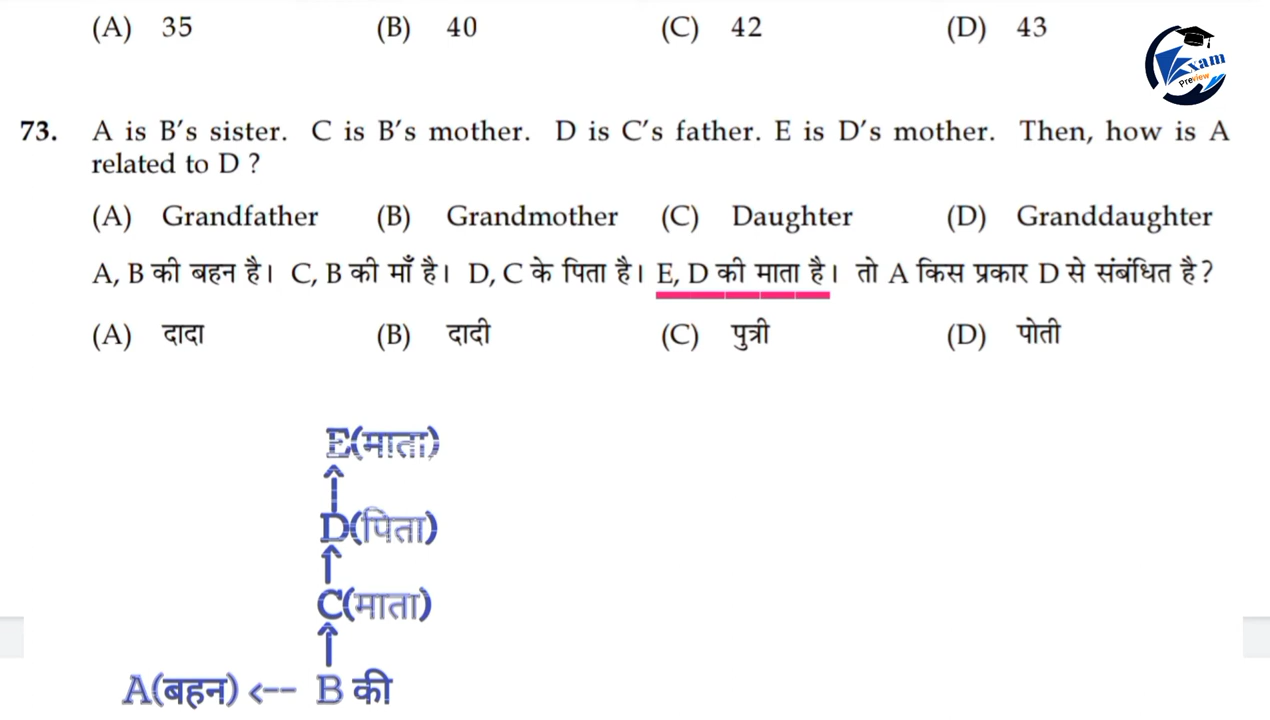 (A) 35 (B) 40 (C) 42 (D) 43
Exam
Preview
73. A is B's sister. C is B's mother. D is C's father. E is D's mother. Then, how is A
related to D ?
(A) Grandfather (B) Grandmother (C) Daughter (D) Granddaughter
A, B की बहन है। C, B की माँ है। D, C के पिता है। E, D की माता है। तो A किस प्रकार D से संबंधित है ?
(A) दादा (B) दादी (C) पुत्री (D) पोती
E(माता)
D(पिता)
C(माता)
A(बहन) <-- B की